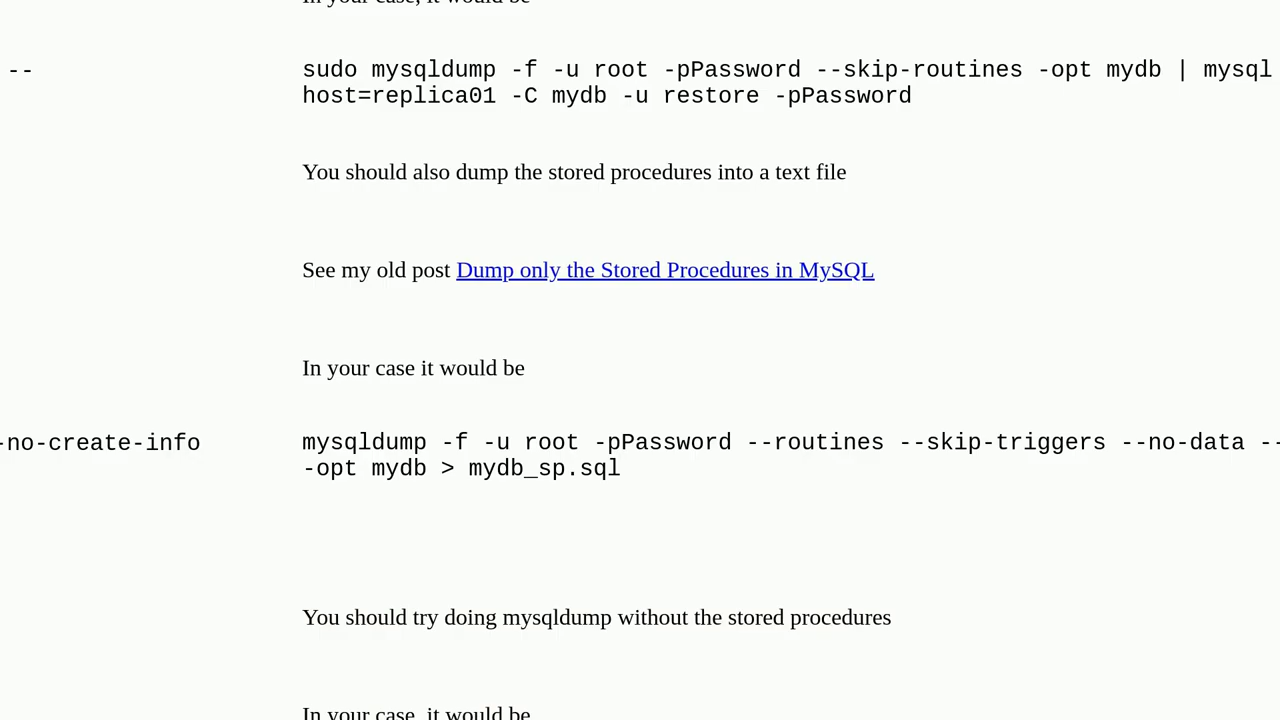 In your case, it would be
sudo mysqldump -f -u root -pPassword --skip-routines -opt mydb | mysql --
host=replica01 -C mydb -u restore -pPassword
You should also dump the stored procedures into a text file
See my old post Dump only the Stored Procedures in MySQL
In your case it would be
mysqldump -f -u root -pPassword --routines --skip-triggers --no-data --no-create-info
-opt mydb > mydb_sp.sql
You should try doing mysqldump without the stored procedures
In your case, it would be